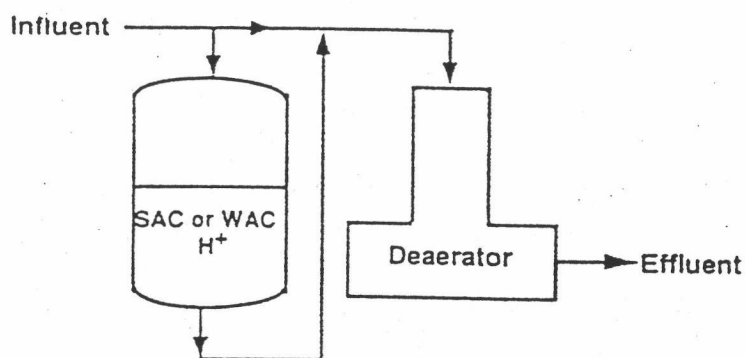 Influent
SAC or WAC
H⁺
Deaerator
Effluent